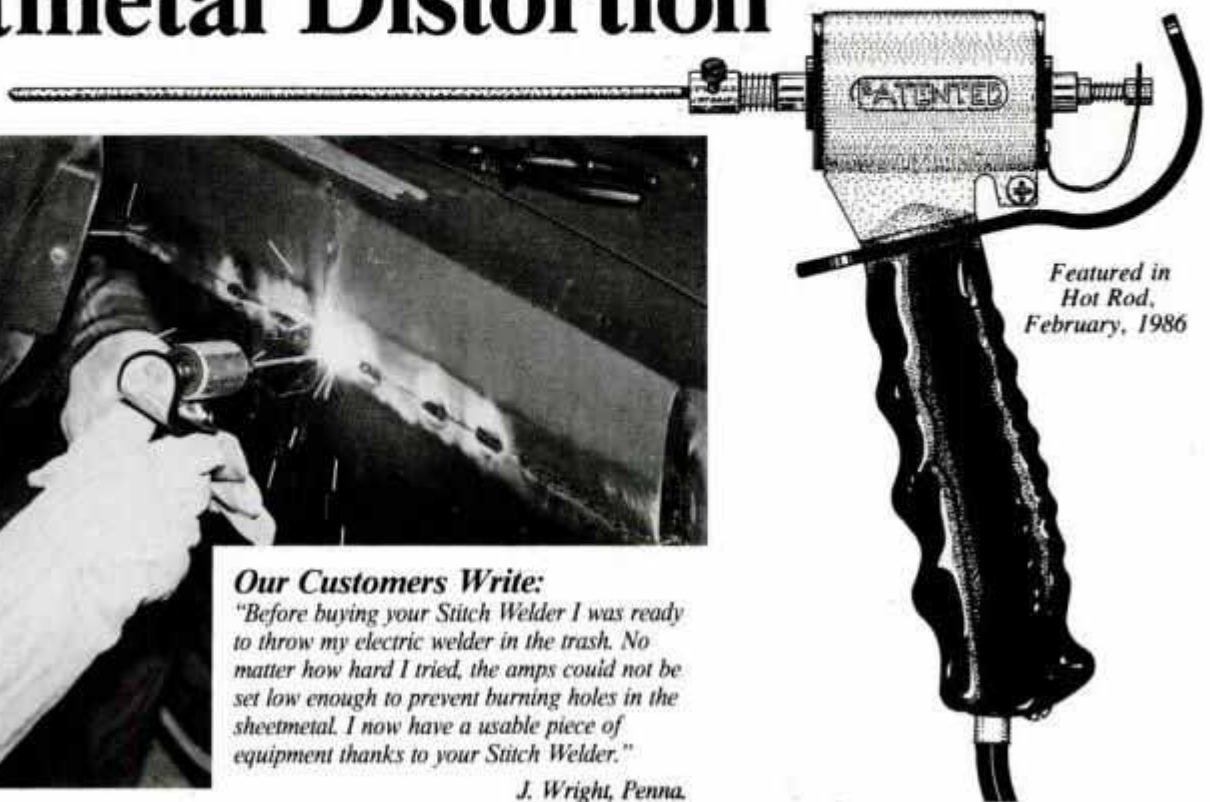 Distortion
PATENTED
Featured in
Hot Rod,
February, 1986
Our Customers Write:
"Before buying your Stitch Welder I was ready
to throw my electric welder in the trash. No
matter how hard I tried, the amps could not be
set low enough to prevent burning holes in the
sheetmetal. I now have a usable piece of
equipment thanks to your Stitch Welder."
J. Wright, Penna.